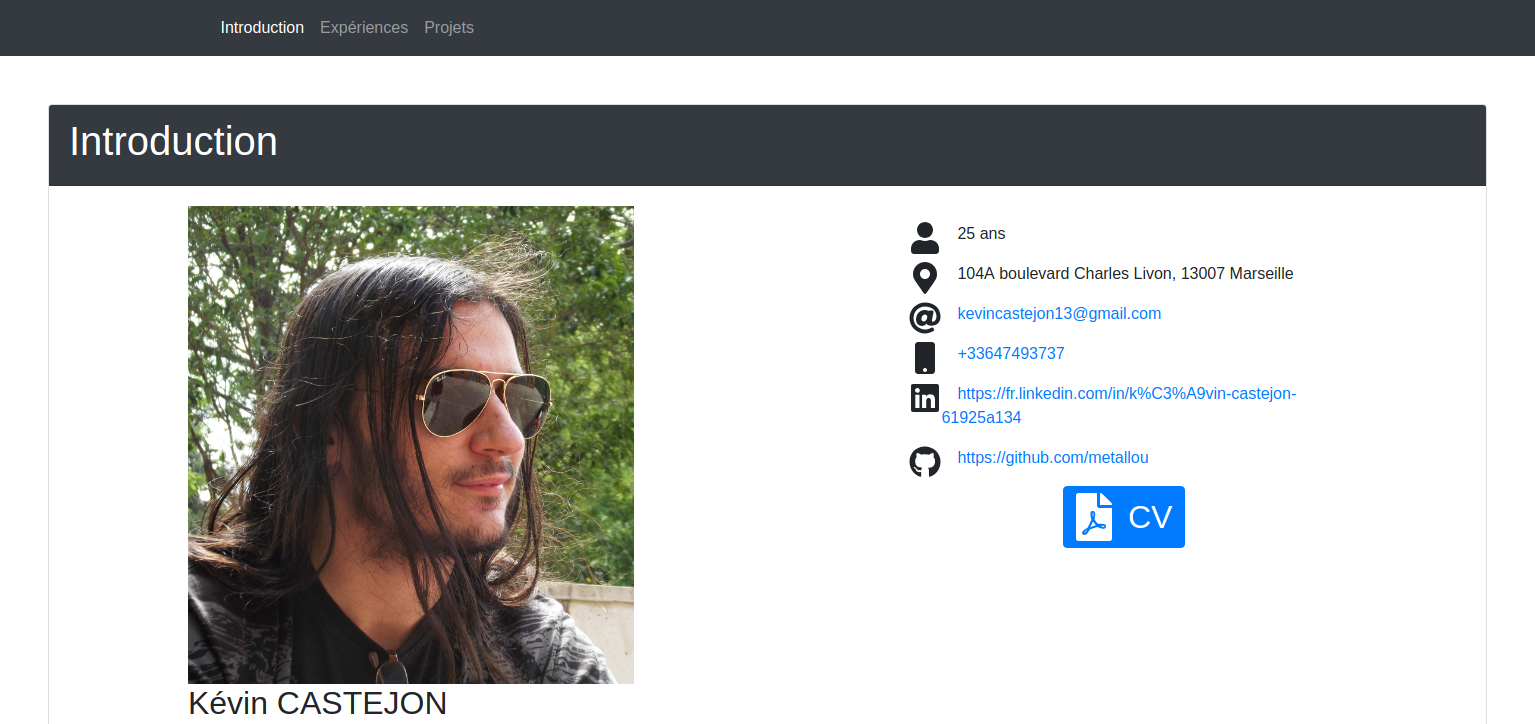 Introduction Expériences Projets
Introduction
25 ans
104A boulevard Charles Livon, 13007 Marseille
kevincastejon13@gmail.com
+33647493737
https://fr.linkedin.com/in/k%C3%A9vin-castejon-
61925a134
https://github.com/metallou
CV
Kévin CASTEJON